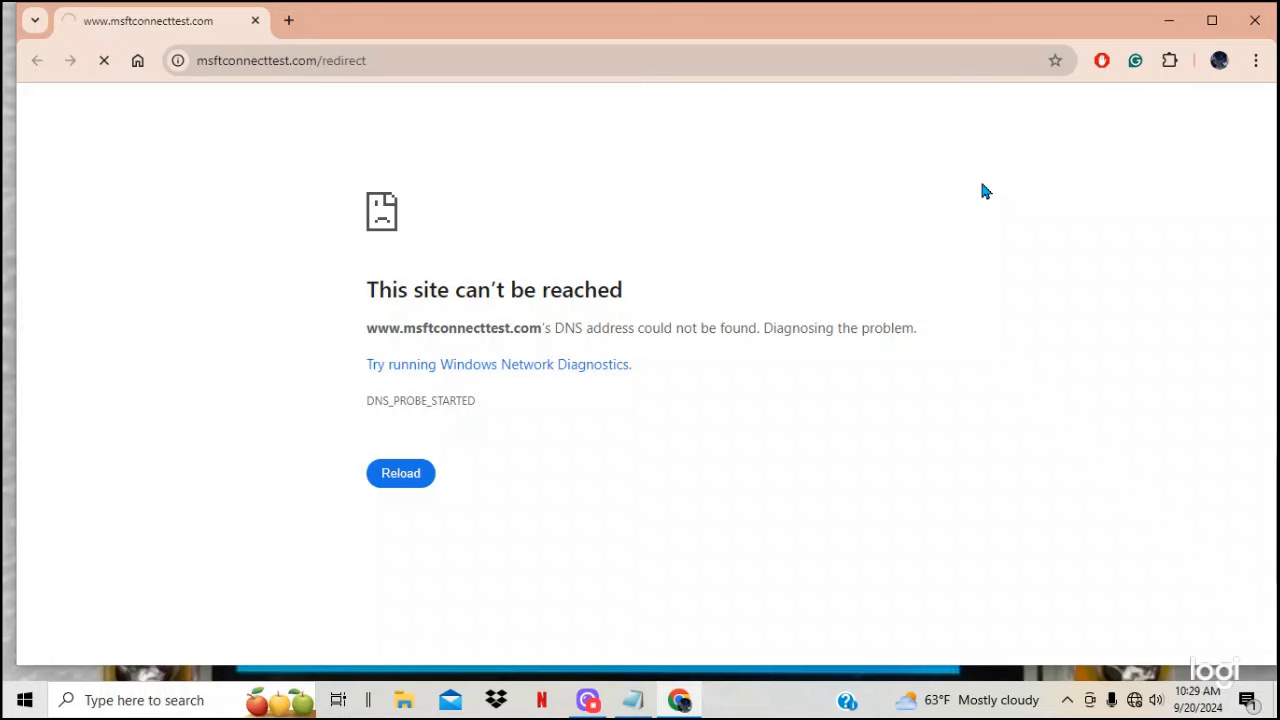 www.msftconnecttest.com
msftconnecttest.com/redirect
This site can't be reached
www.msftconnecttest.com's DNS address could not be found. Diagnosing the problem.
Try running Windows Network Diagnostics.
DNS_PROBE_STARTED
Reload
logi
Type here to search
N
63°F Mostly cloudy
10:29 AM
9/20/2024
1